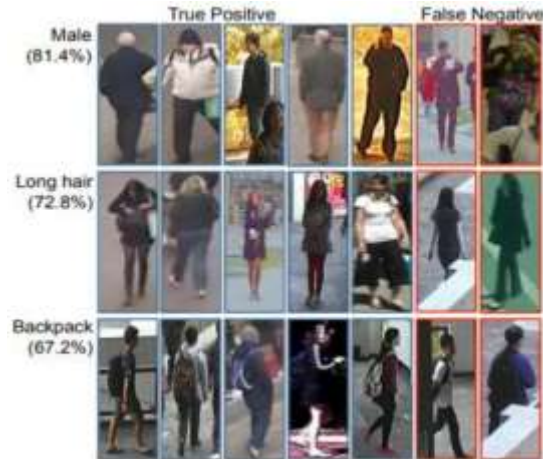 True Positive
False Negative
Male
(81.4%)
Long hair
(72.8%)
Backpack
(67.2%)